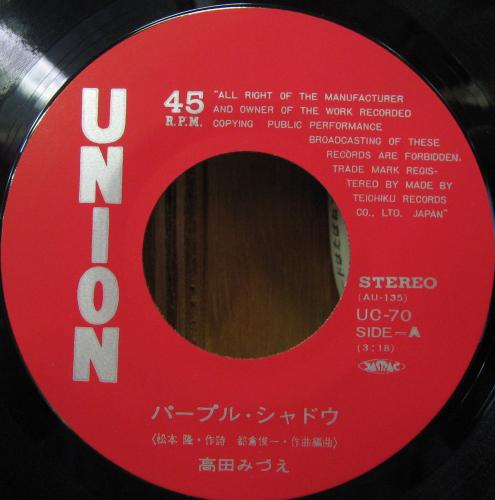 UNION
45
R.P.M.
"ALL RIGHT OF THE MANUFACTURER
AND OWNER OF THE WORK RECORDED
COPYING PUBLIC PERFORMANCE
BROADCASTING OF THESE
RECORDS ARE FORBIDDEN.
TRADE MARK REGIS-
TERED BY MADE BY
TEICHIKU RECORDS
CO., LTD. JAPAN"
STEREO
(AU-135)
UC-70
SIDE-A
(3:18)
パープル・シャドウ
〈松本 隆・作詩 都倉俊一・作曲編曲〉
高田みづえ